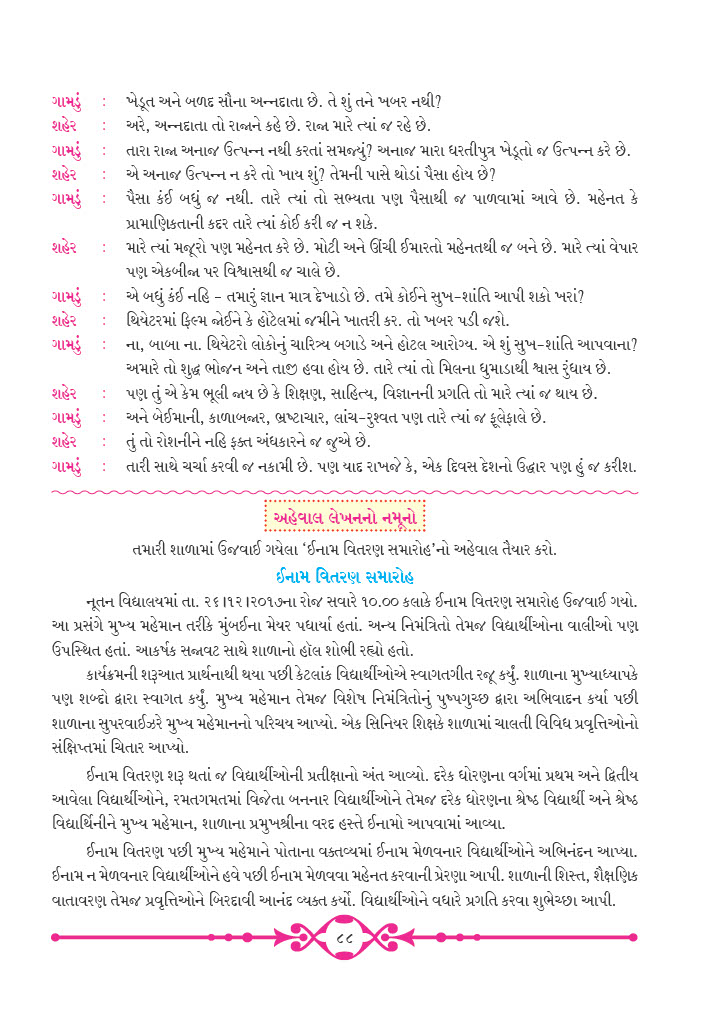 ગામડું : ખેડૂત અને બળદ સૌના અન્નદાતા છે. તે શું તને ખબર નથી?
શહેર : અરે, અન્નદાતા તો રાજાને કહે છે. રાજા મારે ત્યાં જ રહે છે.
ગામડું : તારા રાજા અનાજ ઉત્પન્ન નથી કરતાં સમજ્યું? અનાજ મારા ધરતીપુત્ર ખેડૂતો જ ઉત્પન્ન કરે છે.
શહેર : એ અનાજ ઉત્પન્ન ન કરે તો ખાય શું? તેમની પાસે થોડાં પૈસા હોય છે?
ગામડું : પૈસા કંઈ બધું જ નથી. તારે ત્યાં તો સભ્યતા પણ પૈસાથી જ પાળવામાં આવે છે. મહેનત કે
પ્રામાણિકતાની કદર તારે ત્યાં કોઈ કરી જ ન શકે.
શહેર : મારે ત્યાં મજૂરો પણ મહેનત કરે છે. મોટી અને ઊંચી ઈમારતો મહેનતથી જ બને છે. મારે ત્યાં વેપાર
પણ એકબીજા પર વિશ્વાસથી જ ચાલે છે.
ગામડું : એ બધું કંઈ નહિ – તમારું જ્ઞાન માત્ર દેખાડો છે. તમે કોઈને સુખ-શાંતિ આપી શકો ખરાં?
શહેર : થિયેટરમાં ફિલ્મ જોઈને કે હોટેલમાં જમીને ખાતરી કર. તો ખબર પડી જશે.
ગામડું : ના, બાબા ના. થિયેટરો લોકોનું ચારિત્ર્ય બગાડે અને હોટલ આરોગ્ય. એ શું સુખ-શાંતિ આપવાના?
અમારે તો શુદ્ધ ભોજન અને તાજી હવા હોય છે. તારે ત્યાં તો મિલના ધુમાડાથી શ્વાસ રુંધાય છે.
શહેર : પણ તું એ કેમ ભૂલી જાય છે કે શિક્ષણ, સાહિત્ય, વિજ્ઞાનની પ્રગતિ તો મારે ત્યાં જ થાય છે.
ગામડું : અને બેઈમાની, કાળાબજાર, ભ્રષ્ટાચાર, લાંચ-રુશ્વત પણ તારે ત્યાં જ ફૂલેફાલે છે.
શહેર : તું તો રોશનીને નહિ ફક્ત અંધકારને જ જુએ છે.
ગામડું : તારી સાથે ચર્ચા કરવી જ નકામી છે. પણ યાદ રાખજે કે, એક દિવસ દેશનો ઉદ્ધાર પણ હું જ કરીશ.
અહેવાલ લેખનનો નમૂનો
તમારી શાળામાં ઉજવાઈ ગયેલા ‘ઈનામ વિતરણ સમારોહ’નો અહેવાલ તૈયાર કરો.
ઈનામ વિતરણ સમારોહ
નૂતન વિદ્યાલયમાં તા. ૨૬।૧૨।૨૦૧૭ના રોજ સવારે ૧૦.૦૦ કલાકે ઈનામ વિતરણ સમારોહ ઉજવાઈ ગયો.
આ પ્રસંગે મુખ્ય મહેમાન તરીકે મુંબઈના મેયર પધાર્યા હતાં. અન્ય નિમંત્રિતો તેમજ વિદ્યાર્થીઓના વાલીઓ પણ
ઉપસ્થિત હતાં. આકર્ષક સજાવટ સાથે શાળાનો હૉલ શોભી રહ્યો હતો.
કાર્યક્રમની શરૂઆત પ્રાર્થનાથી થયા પછી કેટલાંક વિદ્યાર્થીઓએ સ્વાગતગીત રજૂ કર્યું. શાળાના મુખ્યાધ્યાપકે
પણ શબ્દો દ્વારા સ્વાગત કર્યું. મુખ્ય મહેમાન તેમજ વિશેષ નિમંત્રિતોનું પુષ્પગુચ્છ દ્વારા અભિવાદન કર્યા પછી
શાળાના સુપરવાઈઝરે મુખ્ય મહેમાનનો પરિચય આપ્યો. એક સિનિયર શિક્ષકે શાળામાં ચાલતી વિવિધ પ્રવૃત્તિઓનો
સંક્ષિપ્તમાં ચિતાર આપ્યો.
ઈનામ વિતરણ શરૂ થતાં જ વિદ્યાર્થીઓની પ્રતીક્ષાનો અંત આવ્યો. દરેક ધોરણના વર્ગમાં પ્રથમ અને દ્વિતીય
આવેલા વિદ્યાર્થીઓને, રમતગમતમાં વિજેતા બનનાર વિદ્યાર્થીઓને તેમજ દરેક ધોરણના શ્રેષ્ઠ વિદ્યાર્થી અને શ્રેષ્ઠ
વિદ્યાર્થિનીને મુખ્ય મહેમાન, શાળાના પ્રમુખશ્રીના વરદ હસ્તે ઈનામો આપવામાં આવ્યા.
ઈનામ વિતરણ પછી મુખ્ય મહેમાને પોતાના વક્તવ્યમાં ઈનામ મેળવનાર વિદ્યાર્થીઓને અભિનંદન આપ્યા.
ઈનામ ન મેળવનાર વિદ્યાર્થીઓને હવે પછી ઈનામ મેળવવા મહેનત કરવાની પ્રેરણા આપી. શાળાની શિસ્ત, શૈક્ષણિક
વાતાવરણ તેમજ પ્રવૃત્તિઓને બિરદાવી આનંદ વ્યક્ત કર્યો. વિદ્યાર્થીઓને વધારે પ્રગતિ કરવા શુભેચ્છા આપી.
૮૮